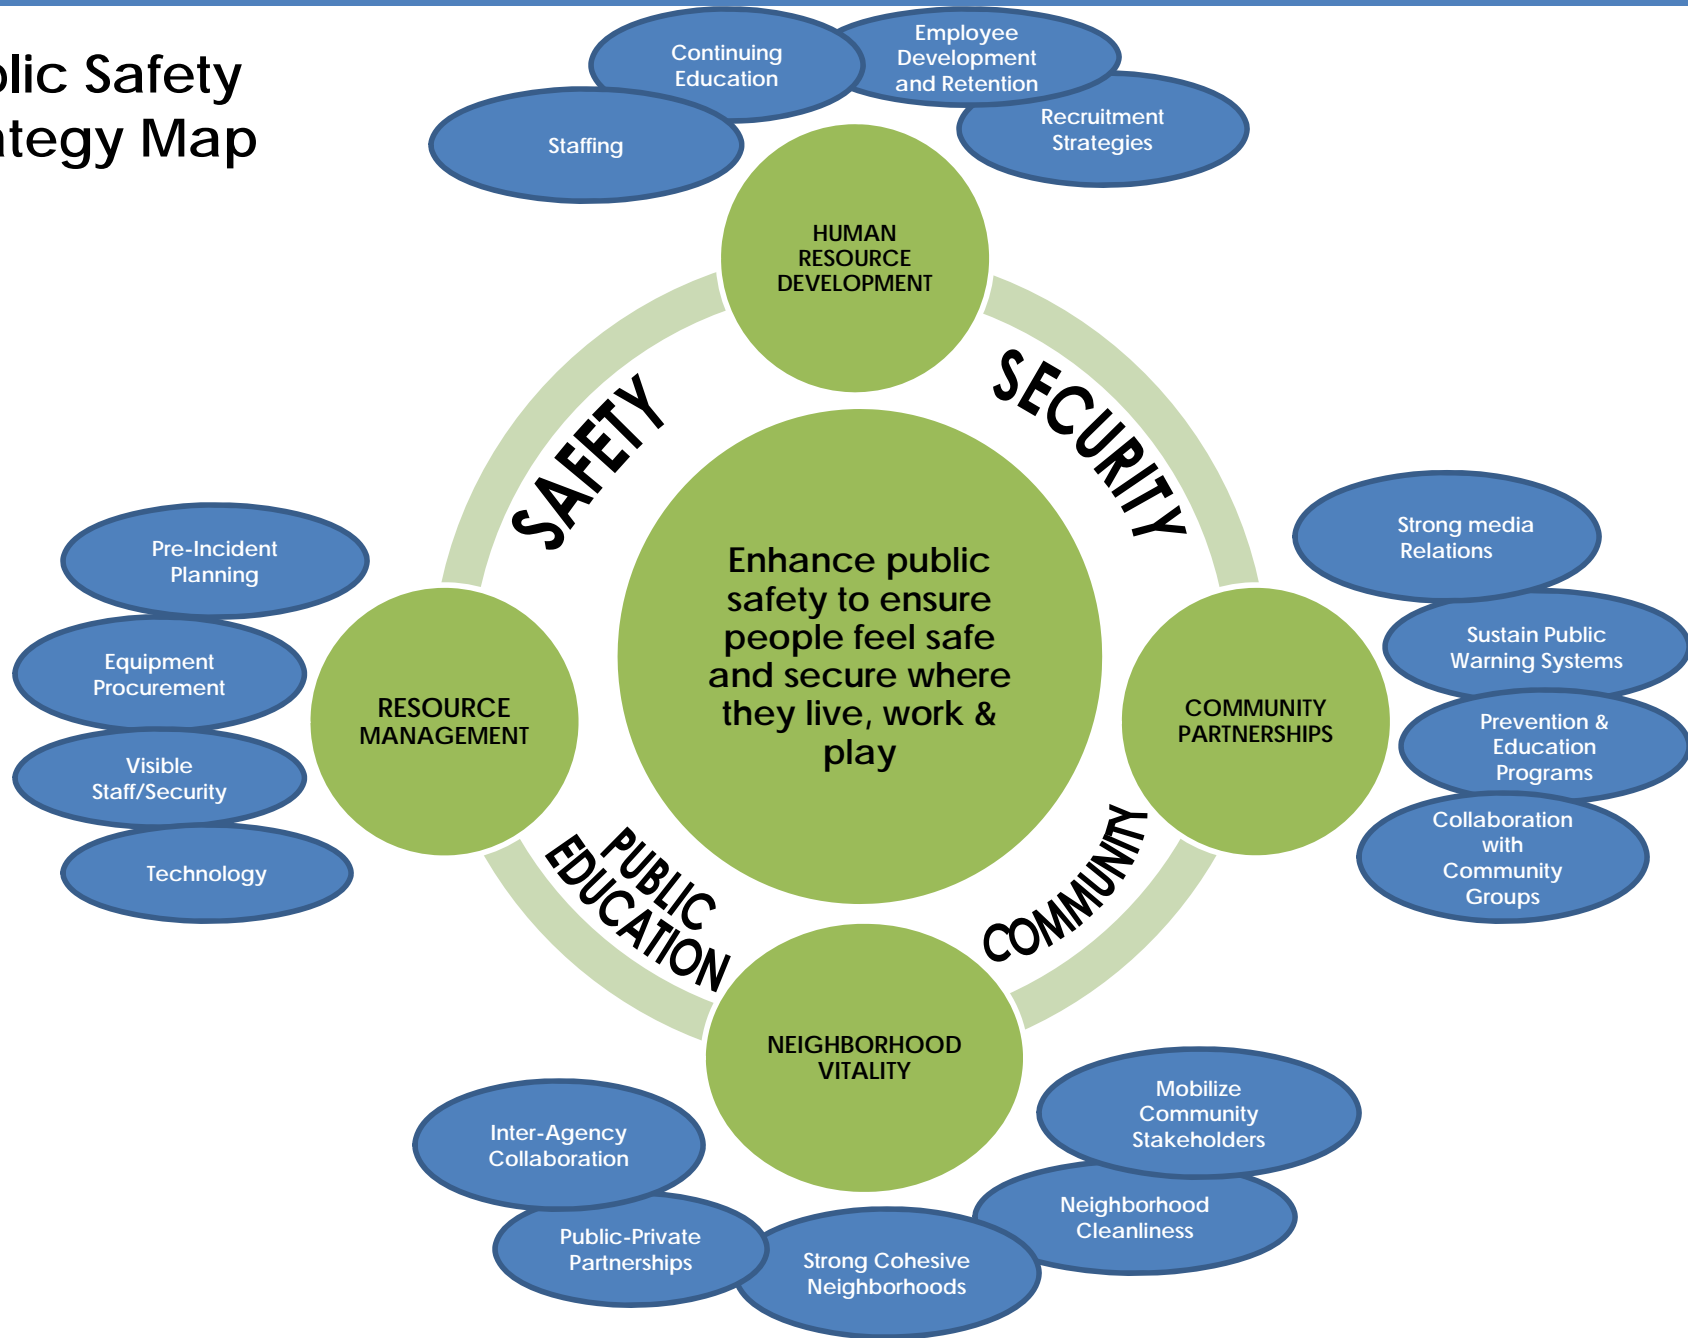 blic Safety
ategy Map
Continuing
Education
Employee
Development
and Retention
Staffing
Recruitment
Strategies
HUMAN
RESOURCE
DEVELOPMENT
SAFETY
SECURITY
Pre-Incident
Planning
Equipment
Procurement
Visible
Staff/Security
Technology
RESOURCE
MANAGEMENT
Enhance public
safety to ensure
people feel safe
and secure where
they live, work &
play
COMMUNITY
PARTNERSHIPS
Strong media
Relations
Sustain Public
Warning Systems
Prevention &
Education
Programs
Collaboration
with
Community
Groups
PUBLIC
EDUCATION
COMMUNITY
NEIGHBORHOOD
VITALITY
Inter-Agency
Collaboration
Public-Private
Partnerships
Strong Cohesive
Neighborhoods
Neighborhood
Cleanliness
Mobilize
Community
Stakeholders